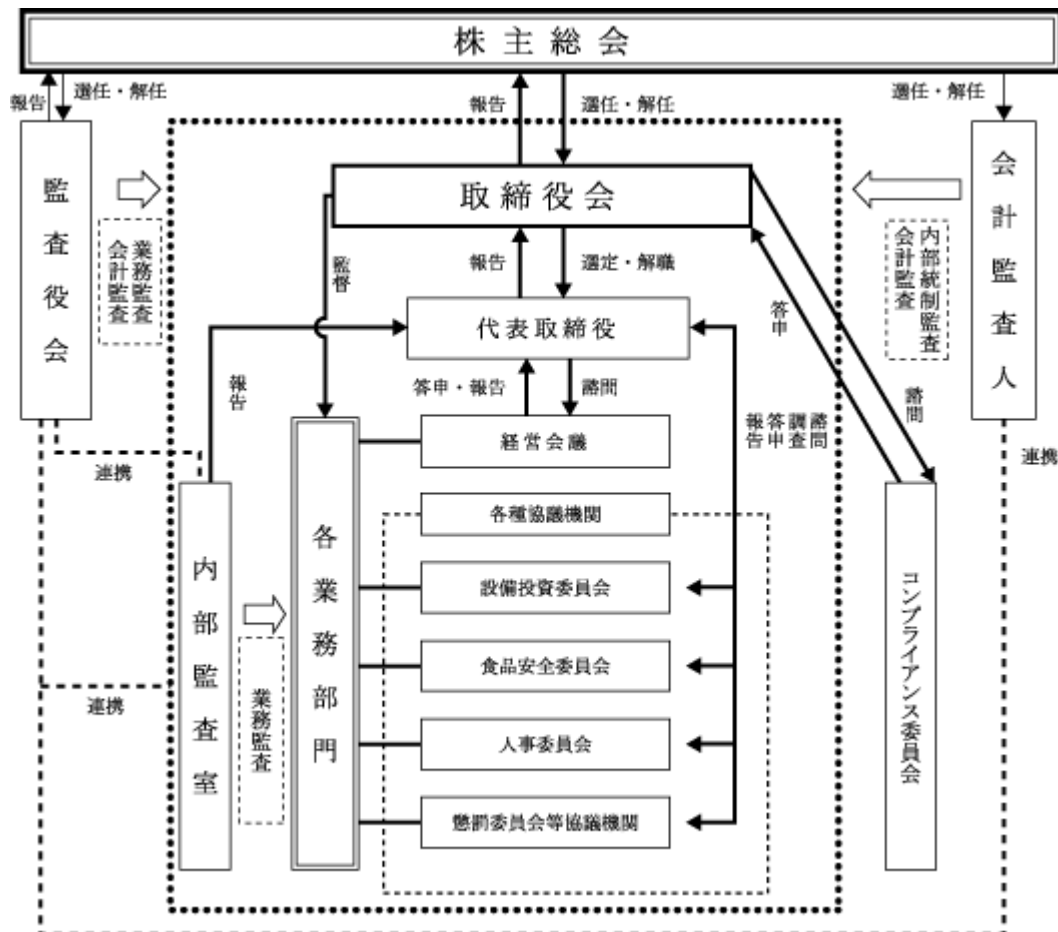 株主総会
報告
選任・解任
報告
選任・解任
選任・解任
監査役会
会計監査人
取締役会
業務監査
会計監査
内部統制監査
会計監査
監督
報告
選定・解職
答申
諮問
代表取締役
報告
答申・報告
諮問
諮問
調査
答申
報告
経営会議
連携
連携
各種協議機関
内部監査室
各業務部門
コンプライアンス委員会
設備投資委員会
食品安全委員会
連携
業務監査
人事委員会
懲罰委員会等協議機関